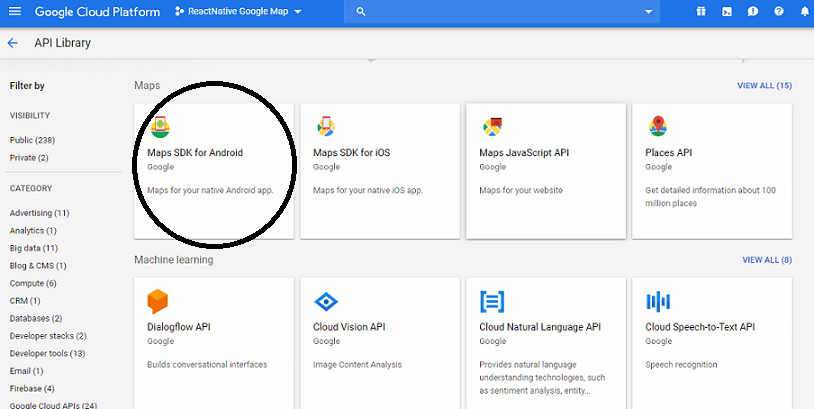 Google Cloud Platform
ReactNative Google Map
API Library
Filter by
VISIBILITY
Public (238)
Private (2)
CATEGORY
Advertising (11)
Analytics (1)
Big data (11)
Blog & CMS (1)
Compute (6)
CRM (1)
Databases (2)
Developer stacks (2)
Developer tools (13)
Email (1)
Firebase (4)
Google Cloud APIs (24)
Maps
VIEW ALL (15)
Maps SDK for Android
Google
Maps for your native Android app.
Maps SDK for iOS
Google
Maps for your native iOS app.
Maps JavaScript API
Google
Maps for your website
Places API
Google
Get detailed information about 100
million places
Machine learning
VIEW ALL (8)
Dialogflow API
Google
Builds conversational interfaces
Cloud Vision API
Google
Image Content Analysis
Cloud Natural Language API
Google
Provides natural language
understanding technologies, such
as sentiment analysis, entity...
Cloud Speech-to-Text API
Google
Speech recognition